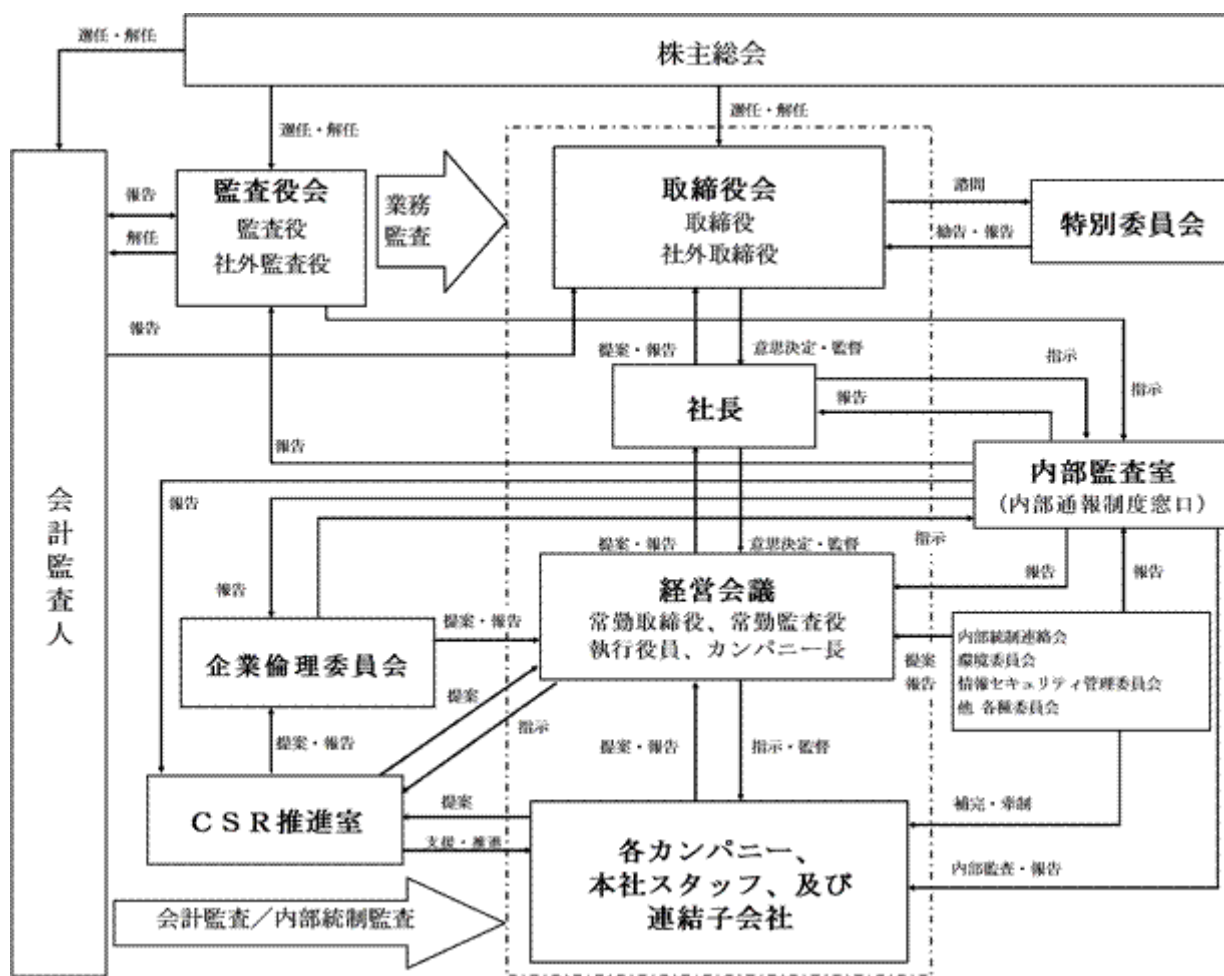 株主総会
選任・解任
選任・解任
選任・解任
監査役会
監査役
社外監査役
業務
監査
取締役会
取締役
社外取締役
諮問
勧告・報告
特別委員会
報告
解任
報告
提案・報告
意思決定・監督
指示
指示
社長
報告
報告
内部監査室
(内部通報制度窓口)
会計監査人
報告
提案・報告
意思決定・監督
指示
報告
報告
報告
経営会議
常勤取締役、常勤監査役
執行役員、カンパニー長
提案・報告
企業倫理委員会
内部統制連絡会
環境委員会
情報セキュリティ管理委員会
他 各種委員会
提案
報告
提案
指示
提案・報告
提案・報告
指示・監督
CSR推進室
提案
支援・推進
補完・牽制
各カンパニー、
本社スタッフ、及び
連結子会社
内部監査・報告
会計監査/内部統制監査